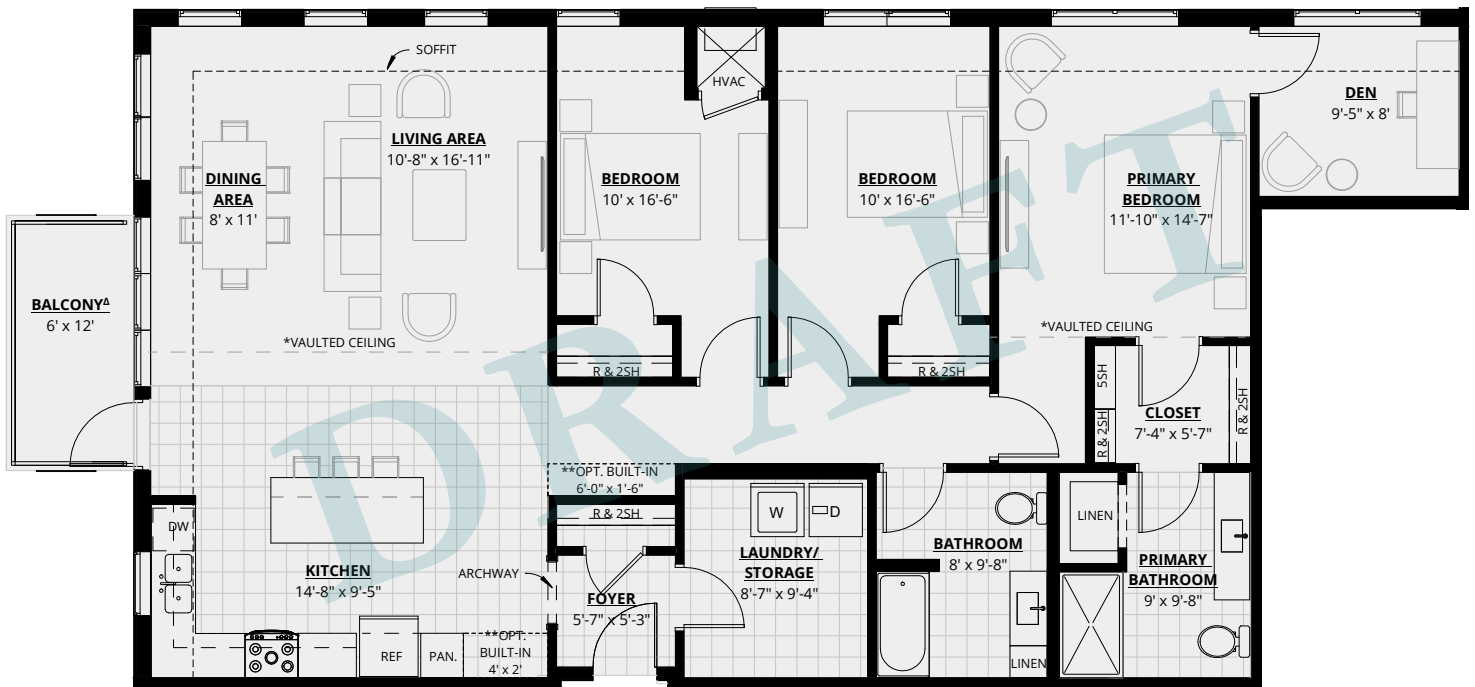 SOFFIT
HVAC
DEN
9'-5" x 8'
LIVING AREA
10'-8" x 16'-11"
DINING
AREA
8' x 11'
BEDROOM
10' x 16'-6"
BEDROOM
10' x 16'-6"
PRIMARY
BEDROOM
11'-10" x 14'-7"
BALCONY∆
6' x 12'
*VAULTED CEILING
*VAULTED CEILING
R & 2SH
R & 2SH
5SH
R & 2SH
CLOSET
7'-4" x 5'-7"
R & 2SH
DRAFT
**OPT. BUILT-IN
6'-0" x 1'-6"
R & 2SH
DW
W
D
LINEN
KITCHEN
14'-8" x 9'-5"
ARCHWAY
FOYER
5'-7" x 5'-3"
LAUNDRY/
STORAGE
8'-7" x 9'-4"
BATHROOM
8' x 9'-8"
PRIMARY
BATHROOM
9' x 9'-8"
REF
PAN.
**OPT.
BUILT-IN
4' x 2'
LINEN